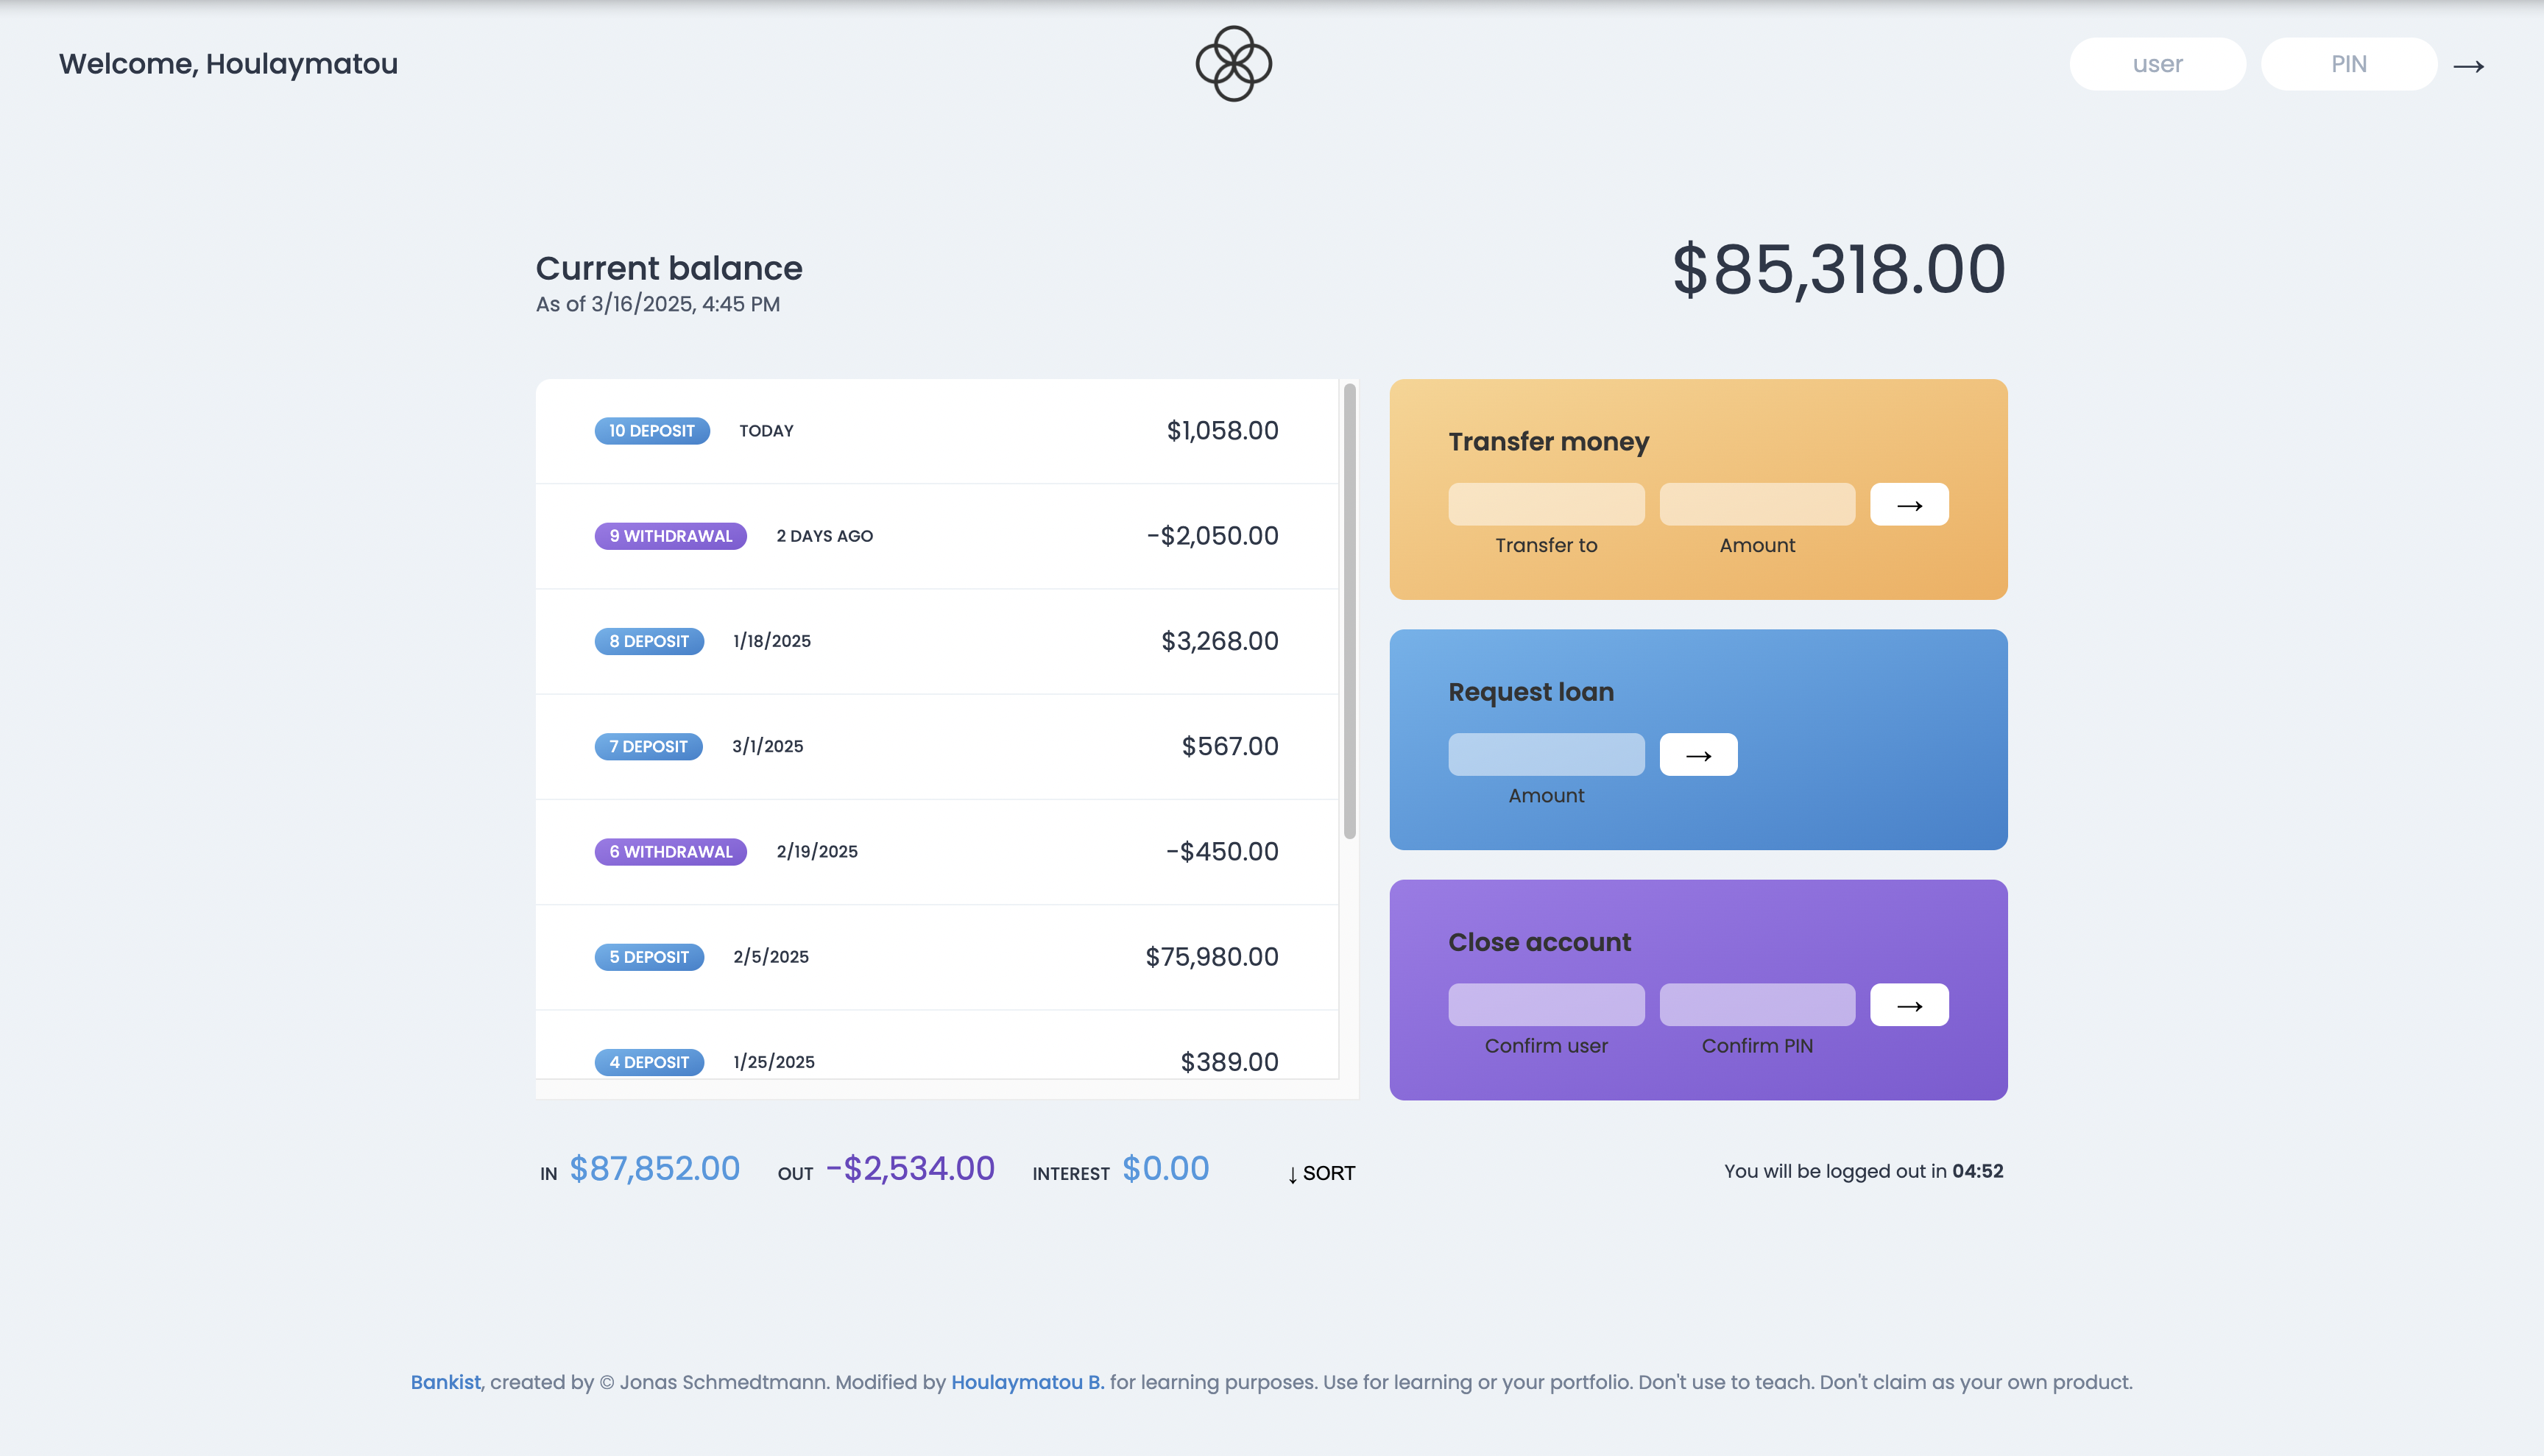 Welcome, Houlaymatou
user PIN →
Current balance
As of 3/16/2025, 4:45 PM
$85,318.00
10 DEPOSIT TODAY $1,058.00
9 WITHDRAWAL 2 DAYS AGO -$2,050.00
8 DEPOSIT 1/18/2025 $3,268.00
7 DEPOSIT 3/1/2025 $567.00
6 WITHDRAWAL 2/19/2025 -$450.00
5 DEPOSIT 2/5/2025 $75,980.00
4 DEPOSIT 1/25/2025 $389.00
Transfer money
→
Transfer to Amount
Request loan
→
Amount
Close account
→
Confirm user Confirm PIN
IN $87,852.00 OUT -$2,534.00 INTEREST $0.00 ↓ SORT
You will be logged out in 04:52
Bankist, created by © Jonas Schmedtmann. Modified by Houlaymatou B. for learning purposes. Use for learning or your portfolio. Don't use to teach. Don't claim as your own product.